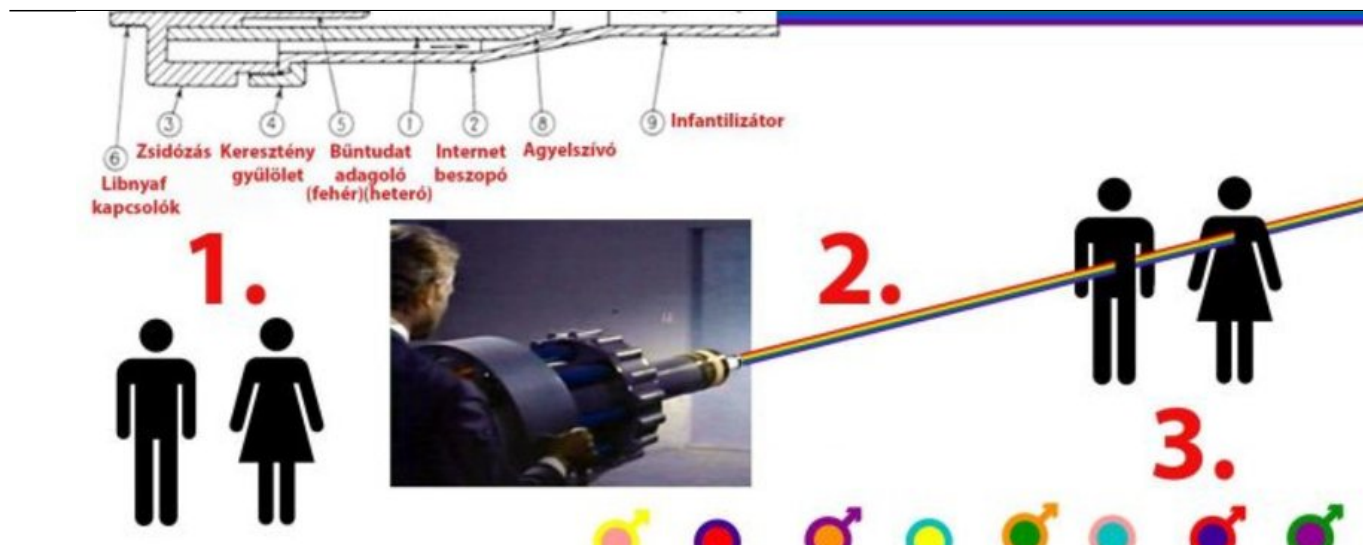 3 4 5 1 2 8 9 Infantilizátor
6 Zsidózás Keresztény Bűntudat Internet Agyelszívó
gyűlölet adagoló beszopó
Libnyaf (fehér)(heteró)
kapcsolók
1.
2.
3.